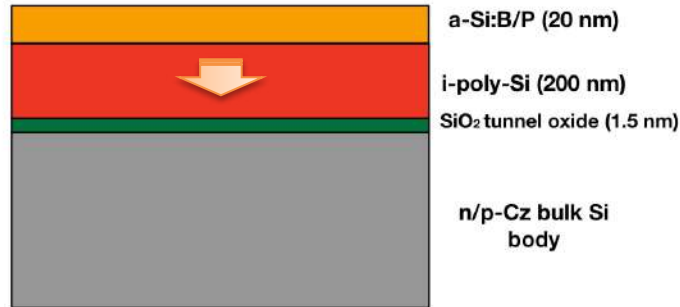 a-Si:B/P (20 nm)
i-poly-Si (200 nm)
SiO₂ tunnel oxide (1.5 nm)
n/p-Cz bulk Si
body